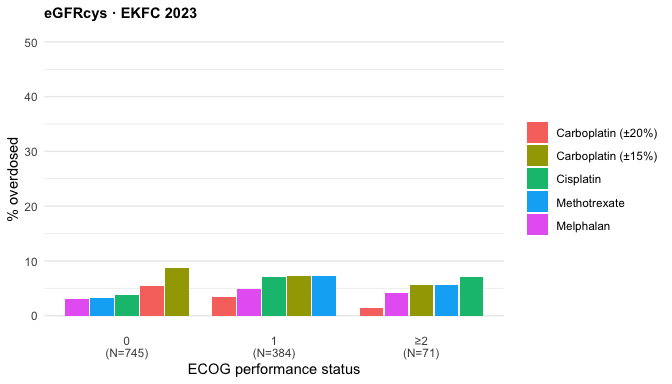 eGFRcys · EKFC 2023
50
40
30
20
10
0
% overdosed
0
(N=745)
1
(N=384)
≥2
(N=71)
ECOG performance status
Carboplatin (±20%)
Carboplatin (±15%)
Cisplatin
Methotrexate
Melphalan